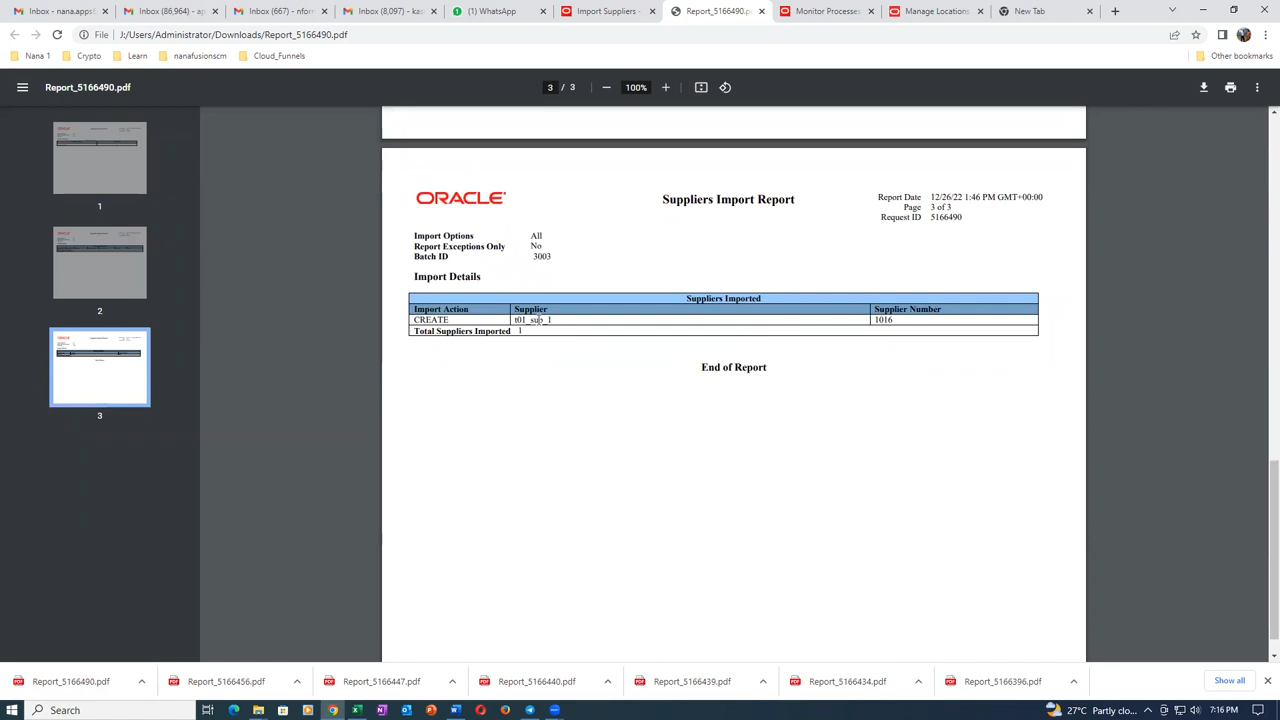 Inbox - nana.apps8
Inbox (86,964) - ap
Inbox (667) - nforn
Inbox (8,097) - kas
(1) WhatsApp
Import Suppliers -
Report_5166490.pdf
Monitor Processes
Manage Locations
New Tab
File
J:/Users/Administrator/Downloads/Report_5166490.pdf
Nana 1
Crypto
Learn
nanafusionscm
Cloud_Funnels
Other bookmarks
Report_5166490.pdf
3 / 3
100%
1
2
3
ORACLE
Suppliers Import Report
Report Date 12/26/22 1:46 PM GMT+00:00
Page 3 of 3
Request ID 5166490
Import Options All
Report Exceptions Only No
Batch ID 3003
Import Details
Suppliers Imported
Import Action Supplier Supplier Number
CREATE t01_sup_1 1016
Total Suppliers Imported 1
End of Report
Report_5166490.pdf
Report_5166456.pdf
Report_5166447.pdf
Report_5166440.pdf
Report_5166439.pdf
Report_5166434.pdf
Report_5166396.pdf
Show all
Search
27°C Partly clo...
7:16 PM